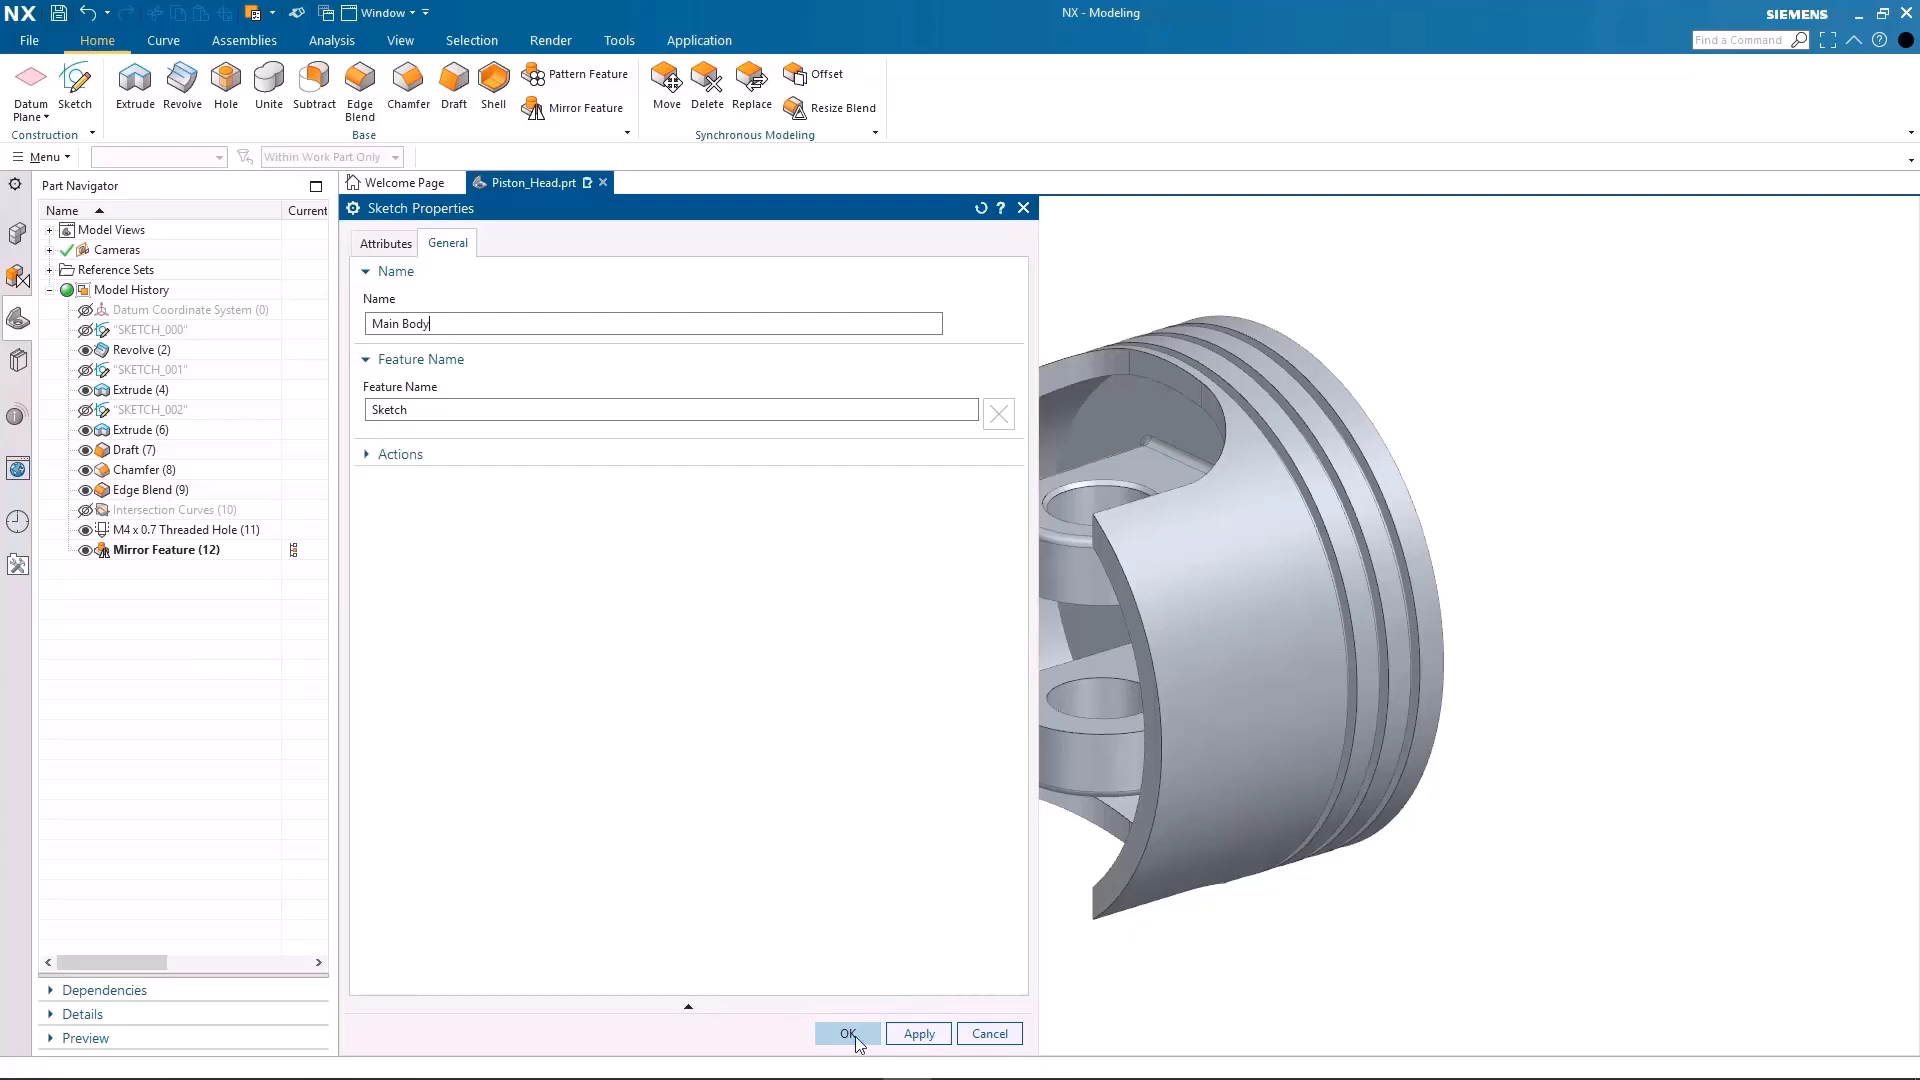 NX
Window
NX - Modeling
SIEMENS
File
Home
Curve
Assemblies
Analysis
View
Selection
Render
Tools
Application
Find a Command
Datum
Plane
Sketch
Extrude
Revolve
Hole
Unite
Subtract
Edge
Blend
Chamfer
Draft
Shell
Pattern Feature
Mirror Feature
Move
Delete
Replace
Offset
Resize Blend
Construction
Base
Synchronous Modeling
Menu
Within Work Part Only
Part Navigator
Welcome Page
Piston_Head.prt
Name
Current
Model Views
Cameras
Reference Sets
Model History
Datum Coordinate System (0)
"SKETCH_000"
Revolve (2)
"SKETCH_001"
Extrude (4)
"SKETCH_002"
Extrude (6)
Draft (7)
Chamfer (8)
Edge Blend (9)
Intersection Curves (10)
M4 x 0.7 Threaded Hole (11)
Mirror Feature (12)
Dependencies
Details
Preview
Sketch Properties
Attributes
General
Name
Name
Main Body
Feature Name
Feature Name
Sketch
Actions
OK
Apply
Cancel